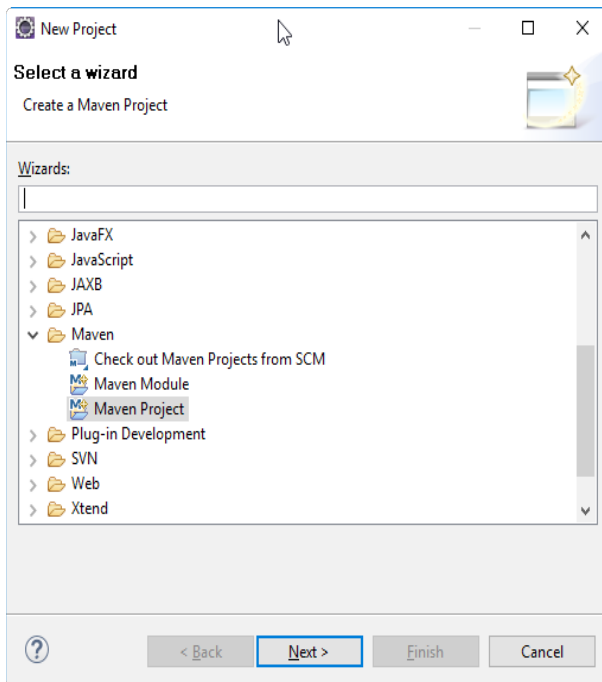 New Project
Select a wizard
Create a Maven Project
Wizards:
JavaFX
JavaScript
JAXB
JPA
Maven
Check out Maven Projects from SCM
Maven Module
Maven Project
Plug-in Development
SVN
Web
Xtend
? < Back Next > Finish Cancel